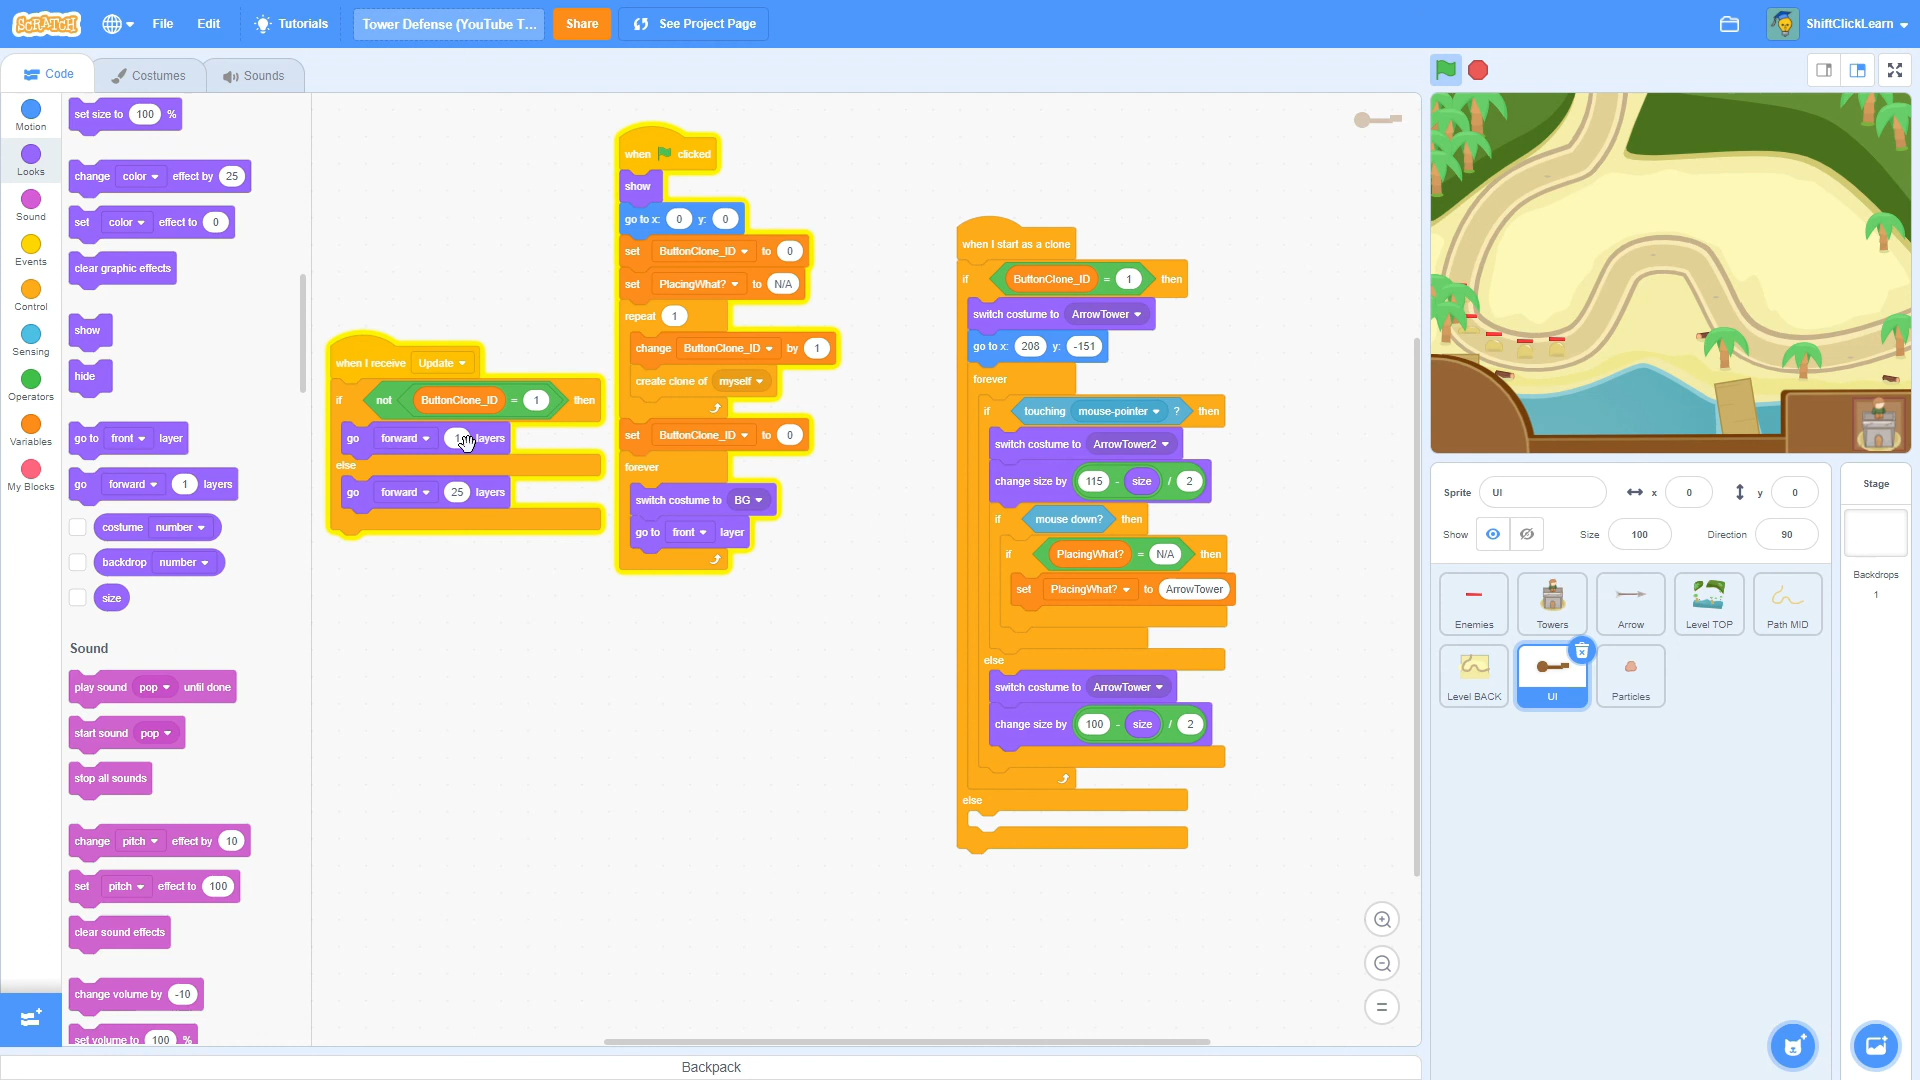 SCRATCH File Edit Tutorials Tower Defense (YouTube T... Share See Project Page ShiftClickLearn
Code Costumes Sounds
Motion
Looks
Sound
Events
Control
Sensing
Operators
Variables
My Blocks
set size to 100 %
change color effect by 25
set color effect to 0
clear graphic effects
show
hide
go to front layer
go forward 1 layers
costume number
backdrop number
size
Sound
play sound pop until done
start sound pop
stop all sounds
change pitch effect by 10
set pitch effect to 100
clear sound effects
change volume by -10
set volume to 100 %
when I receive Update
if not ButtonClone_ID = 1 then
go forward 1 layers
else
go forward 25 layers
when clicked
show
go to x: 0 y: 0
set ButtonClone_ID to 0
set PlacingWhat? to N/A
repeat 1
change ButtonClone_ID by 1
create clone of myself
set ButtonClone_ID to 0
forever
switch costume to BG
go to front layer
when I start as a clone
if ButtonClone_ID = 1 then
switch costume to ArrowTower
go to x: 208 y: -151
forever
if touching mouse-pointer ? then
switch costume to ArrowTower2
change size by 115 - size / 2
if mouse down? then
if PlacingWhat? = N/A then
set PlacingWhat? to ArrowTower
else
switch costume to ArrowTower
change size by 100 - size / 2
else
Sprite UI x 0 y 0
Show Size 100 Direction 90
Enemies Towers Arrow Level TOP Path MID
Level BACK UI Particles
Stage
Backdrops
1
Backpack